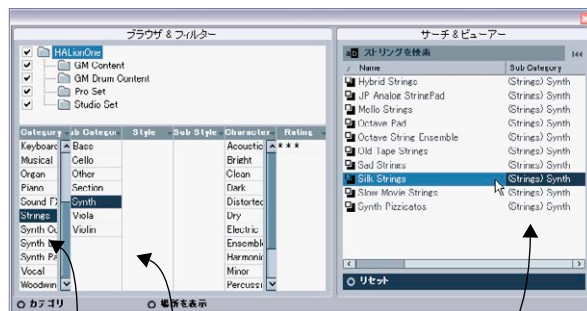 ブラウザ & フィルター
サーチ & ビューアー
HALionOne
GM Content
GM Drum Content
Pro Set
Studio Set
Category
Style
Sub Style
Character
Rating
Keyboard
Bass
Acoustic
***
Musical
Cello
Bright
Organ
Other
Clean
Piano
Section
Dark
Sound F
Synth
Distorted
Strings
Viola
Dry
Synth Co
Violin
Electric
Ensembl
Synth Pa
Harmonic
Vocal
Minor
Woodwin
Percussi
カテゴリ
場所を表示
ストリングを検索
144
/ Name
Sub Category
Hybrid Strings
(Strings) Synth
JP Analog StringPad
(Strings) Synth
Mello Strings
(Strings) Synth
Octave Pad
(Strings) Synth
Octave String Ensemble
(Strings) Synth
Old Tape Strings
(Strings) Synth
Sad Strings
(Strings) Synth
Silk Strings
(Strings) Synth
Slow Movie Strings
(Strings) Synth
Synth Pizzicatos
(Strings) Synth
リセット